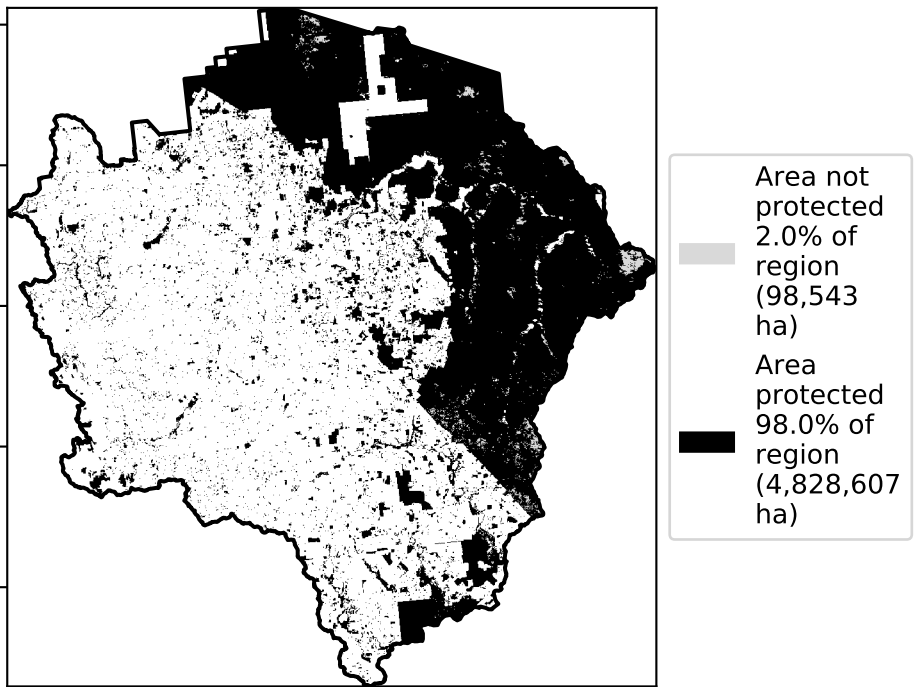 Area not
protected
2.0% of
region
(98,543
ha)
Area
protected
98.0% of
region
(4,828,607
ha)